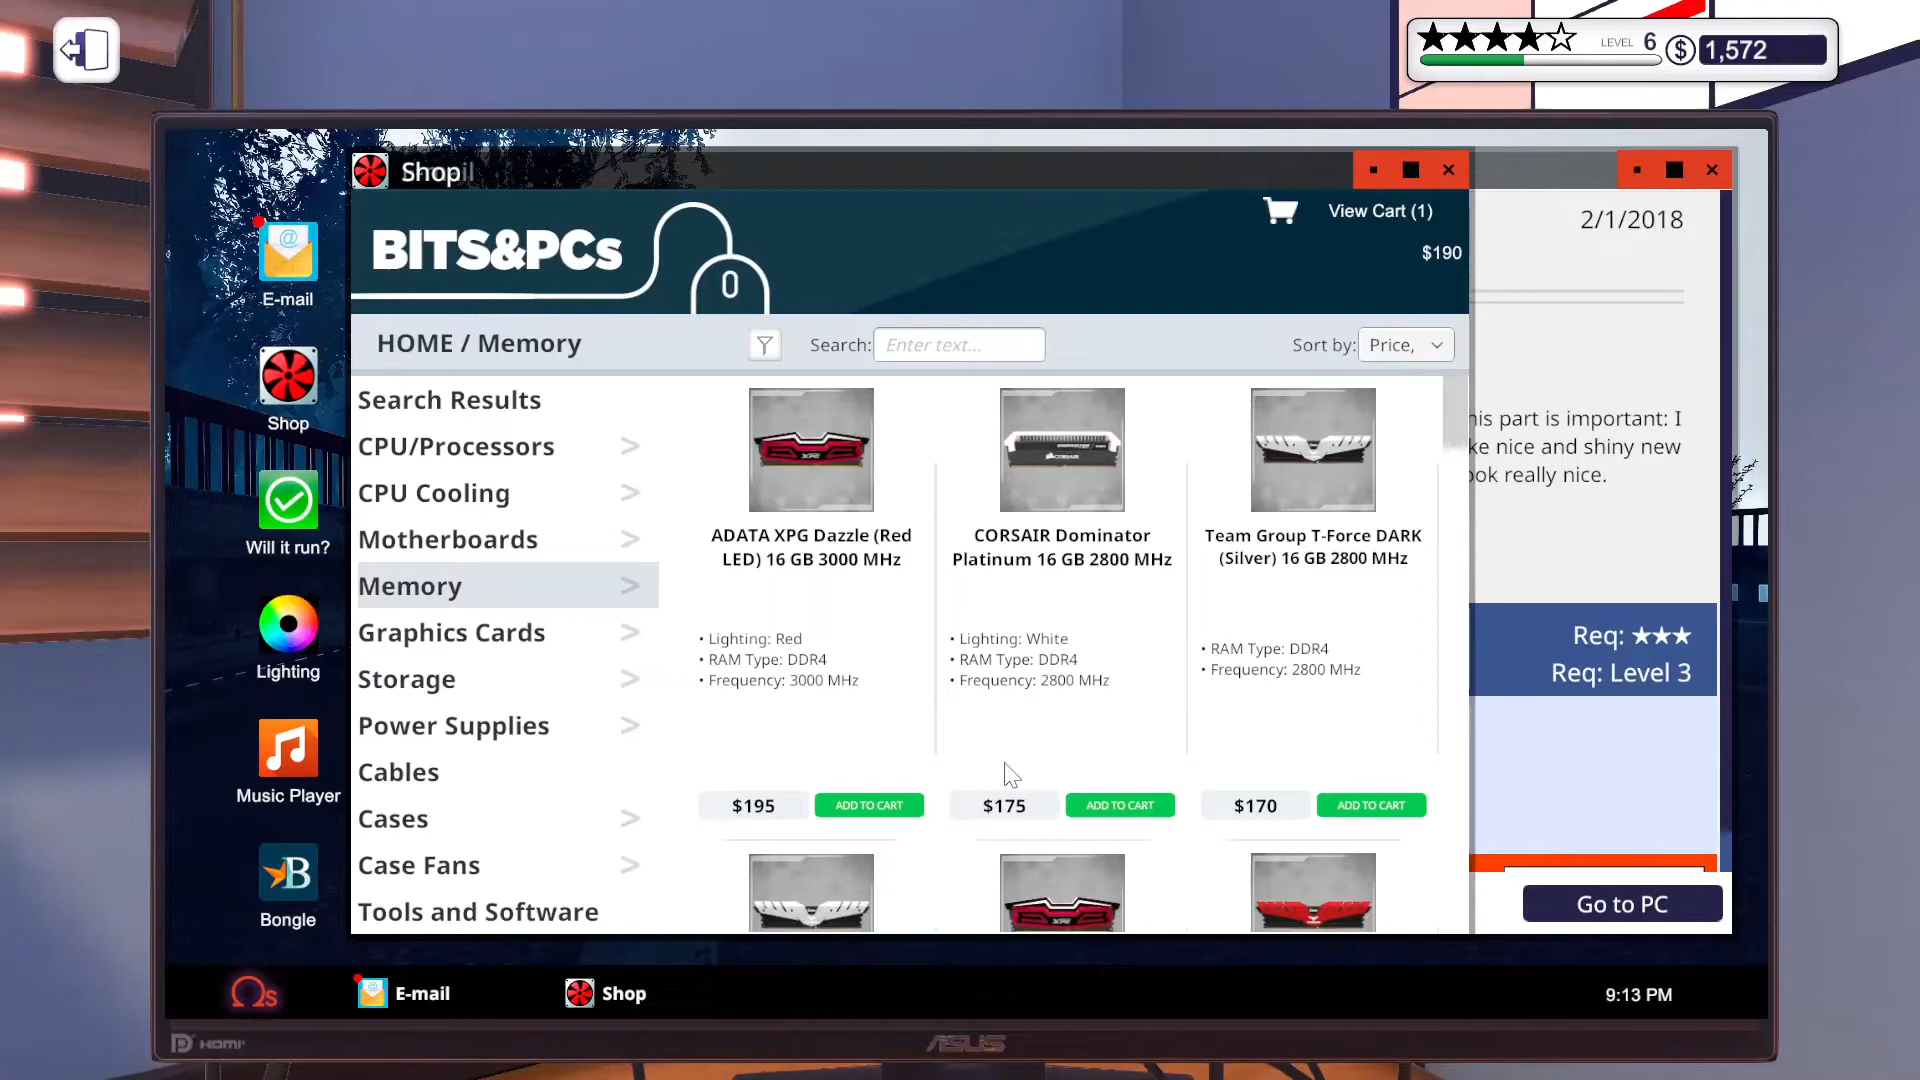 LEVEL 6
$ 1,572
Shop
View Cart (1)
$190
BITS&PCs
2/1/2018
HOME / Memory
Search:
Enter text...
Sort by:
Price,
Search Results
CPU/Processors >
CPU Cooling >
Motherboards >
Memory >
Graphics Cards >
Storage >
Power Supplies >
Cables
Cases >
Case Fans >
Tools and Software
ADATA XPG Dazzle (Red
LED) 16 GB 3000 MHz
• Lighting: Red
• RAM Type: DDR4
• Frequency: 3000 MHz
$195
ADD TO CART
CORSAIR Dominator
Platinum 16 GB 2800 MHz
• Lighting: White
• RAM Type: DDR4
• Frequency: 2800 MHz
$175
ADD TO CART
Team Group T-Force DARK
(Silver) 16 GB 2800 MHz
• RAM Type: DDR4
• Frequency: 2800 MHz
$170
ADD TO CART
part is important: I
nice and shiny new
really nice.
Req: ★★★
Req: Level 3
Go to PC
E-mail
Shop
Will it run?
Lighting
Music Player
Bongle
E-mail
Shop
9:13 PM
HDMI
ASUS